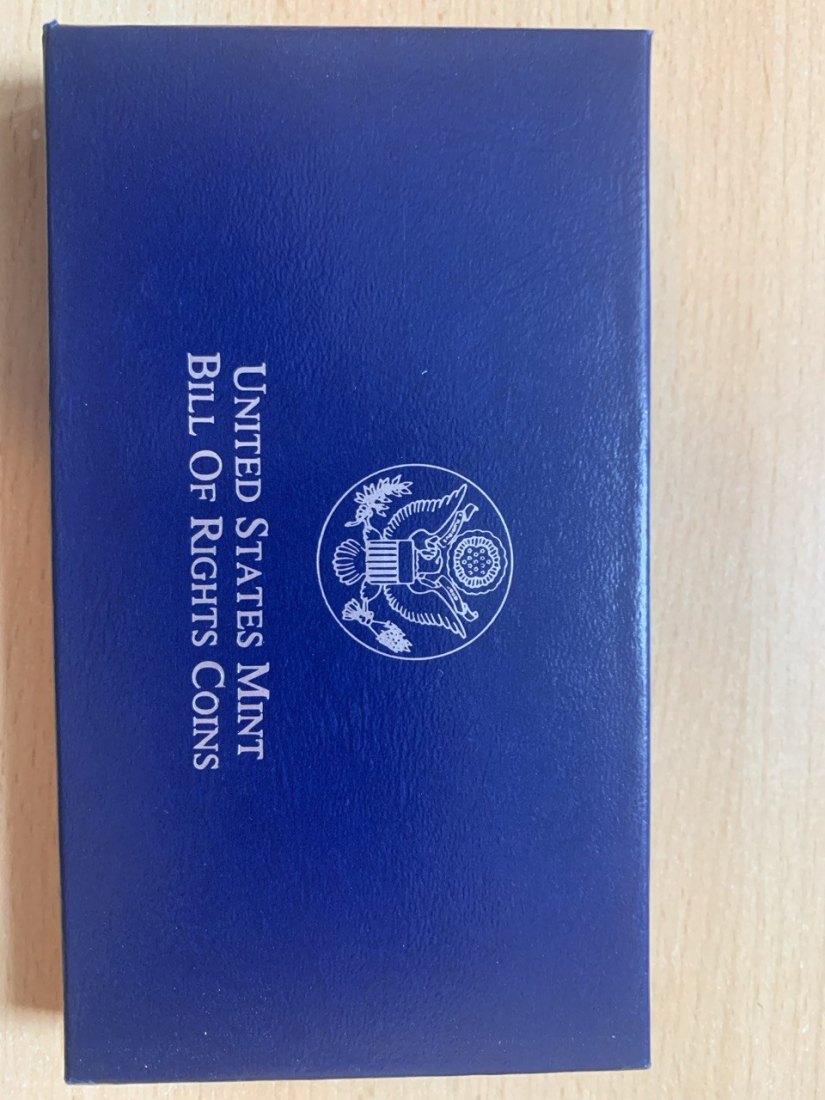 United States Mint
Bill Of Rights Coins